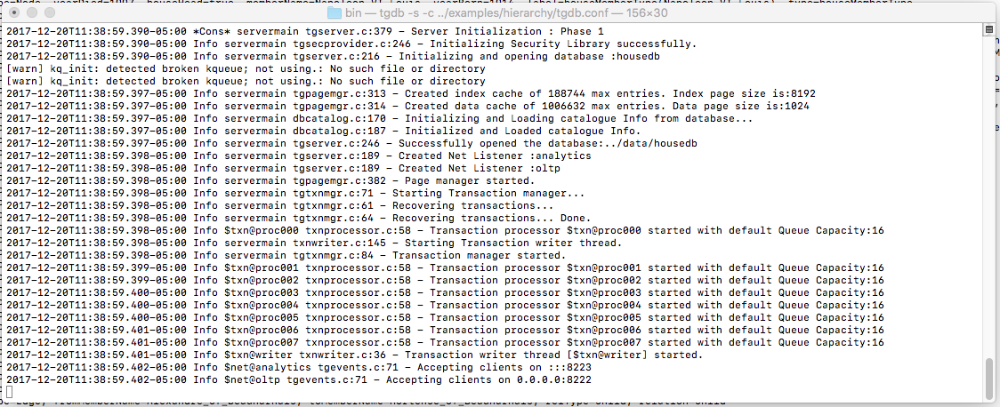 bin — tgdb -s -c ../examples/hierarchy/tgdb.conf — 156×30
2017-12-20T11:38:59.390-05:00 *Cons* servermain tgserver.c:379 - Server Initialization : Phase 1
2017-12-20T11:38:59.390-05:00 Info servermain tgsecprovider.c:246 - Initializing Security Library successfully.
2017-12-20T11:38:59.390-05:00 Info servermain tgserver.c:216 - Initializing and opening database :housedb
[warn] kq_init: detected broken kqueue; not using.: No such file or directory
[warn] kq_init: detected broken kqueue; not using.: No such file or directory
2017-12-20T11:38:59.397-05:00 Info servermain tgpagemgr.c:313 - Created index cache of 188744 max entries. Index page size is:8192
2017-12-20T11:38:59.397-05:00 Info servermain tgpagemgr.c:314 - Created data cache of 1006632 max entries. Data page size is:1024
2017-12-20T11:38:59.397-05:00 Info servermain dbcatalog.c:170 - Initializing and Loading catalogue Info from database...
2017-12-20T11:38:59.398-05:00 Info servermain dbcatalog.c:187 - Initialized and Loaded catalogue Info.
2017-12-20T11:38:59.398-05:00 Info servermain tgserver.c:246 - Successfully opened the database:../data/housedb
2017-12-20T11:38:59.398-05:00 Info servermain tgserver.c:189 - Created Net Listener :analytics
2017-12-20T11:38:59.398-05:00 Info servermain tgserver.c:189 - Created Net Listener :oltp
2017-12-20T11:38:59.398-05:00 Info servermain tgpagemgr.c:382 - Page manager started.
2017-12-20T11:38:59.398-05:00 Info servermain tgtxnmgr.c:71 - Starting Transaction manager...
2017-12-20T11:38:59.398-05:00 Info servermain tgtxnmgr.c:61 - Recovering transactions...
2017-12-20T11:38:59.398-05:00 Info servermain tgtxnmgr.c:64 - Recovering transactions... Done.
2017-12-20T11:38:59.398-05:00 Info $txn@proc000 txnprocessor.c:58 - Transaction processor $txn@proc000 started with default Queue Capacity:16
2017-12-20T11:38:59.398-05:00 Info servermain txnwriter.c:145 - Starting Transaction writer thread.
2017-12-20T11:38:59.398-05:00 Info servermain tgtxnmgr.c:84 - Transaction manager started.
2017-12-20T11:38:59.399-05:00 Info $txn@proc001 txnprocessor.c:58 - Transaction processor $txn@proc001 started with default Queue Capacity:16
2017-12-20T11:38:59.399-05:00 Info $txn@proc002 txnprocessor.c:58 - Transaction processor $txn@proc002 started with default Queue Capacity:16
2017-12-20T11:38:59.400-05:00 Info $txn@proc003 txnprocessor.c:58 - Transaction processor $txn@proc003 started with default Queue Capacity:16
2017-12-20T11:38:59.400-05:00 Info $txn@proc004 txnprocessor.c:58 - Transaction processor $txn@proc004 started with default Queue Capacity:16
2017-12-20T11:38:59.400-05:00 Info $txn@proc005 txnprocessor.c:58 - Transaction processor $txn@proc005 started with default Queue Capacity:16
2017-12-20T11:38:59.401-05:00 Info $txn@proc006 txnprocessor.c:58 - Transaction processor $txn@proc006 started with default Queue Capacity:16
2017-12-20T11:38:59.401-05:00 Info $txn@proc007 txnprocessor.c:58 - Transaction processor $txn@proc007 started with default Queue Capacity:16
2017-12-20T11:38:59.401-05:00 Info $txn@writer txnwriter.c:36 - Transaction writer thread [$txn@writer] started.
2017-12-20T11:38:59.402-05:00 Info $net@analytics tgevents.c:71 - Accepting clients on :::8223
2017-12-20T11:38:59.402-05:00 Info $net@oltp tgevents.c:71 - Accepting clients on 0.0.0.0:8222